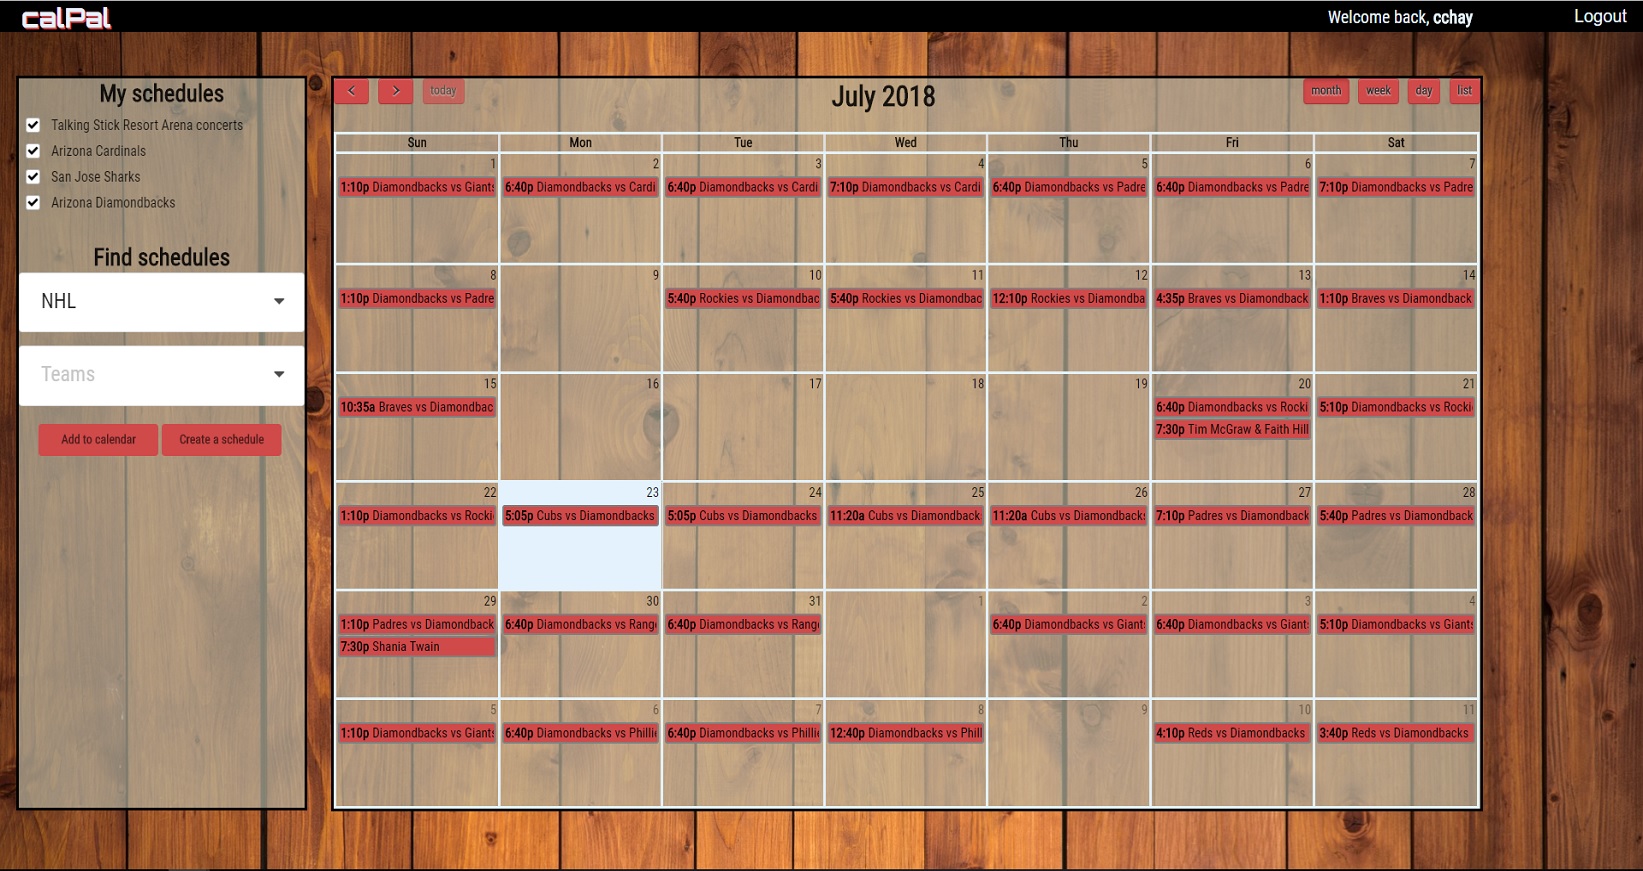 calPal
Welcome back, cchay
Logout
My schedules
Talking Stick Resort Arena concerts
Arizona Cardinals
San Jose Sharks
Arizona Diamondbacks
Find schedules
NHL
Teams
Add to calendar Create a schedule
< > today
July 2018
month week day list
Sun Mon Tue Wed Thu Fri Sat
1 2 3 4 5 6 7
1:10p Diamondbacks vs Giants 6:40p Diamondbacks vs Cardi 6:40p Diamondbacks vs Cardi 7:10p Diamondbacks vs Cardi 6:40p Diamondbacks vs Padre 6:40p Diamondbacks vs Padre 7:10p Diamondbacks vs Padre
8 9 10 11 12 13 14
1:10p Diamondbacks vs Padre 5:40p Rockies vs Diamondbac 5:40p Rockies vs Diamondbac 12:10p Rockies vs Diamondba 4:35p Braves vs Diamondback 1:10p Braves vs Diamondback
15 16 17 18 19 20 21
10:35a Braves vs Diamondbac 6:40p Diamondbacks vs Rocki 5:10p Diamondbacks vs Rocki
7:30p Tim McGraw & Faith Hill
22 23 24 25 26 27 28
1:10p Diamondbacks vs Rocki 5:05p Cubs vs Diamondbacks 5:05p Cubs vs Diamondbacks 11:20a Cubs vs Diamondback 11:20a Cubs vs Diamondback 7:10p Padres vs Diamondback 5:40p Padres vs Diamondback
29 30 31 1 2 3 4
1:10p Padres vs Diamondback 6:40p Diamondbacks vs Range 6:40p Diamondbacks vs Range 6:40p Diamondbacks vs Giant 6:40p Diamondbacks vs Giant 5:10p Diamondbacks vs Giant
7:30p Shania Twain
5 6 7 8 9 10 11
1:10p Diamondbacks vs Giants 6:40p Diamondbacks vs Phillie 6:40p Diamondbacks vs Phillie 12:40p Diamondbacks vs Phill 4:10p Reds vs Diamondbacks 3:40p Reds vs Diamondbacks